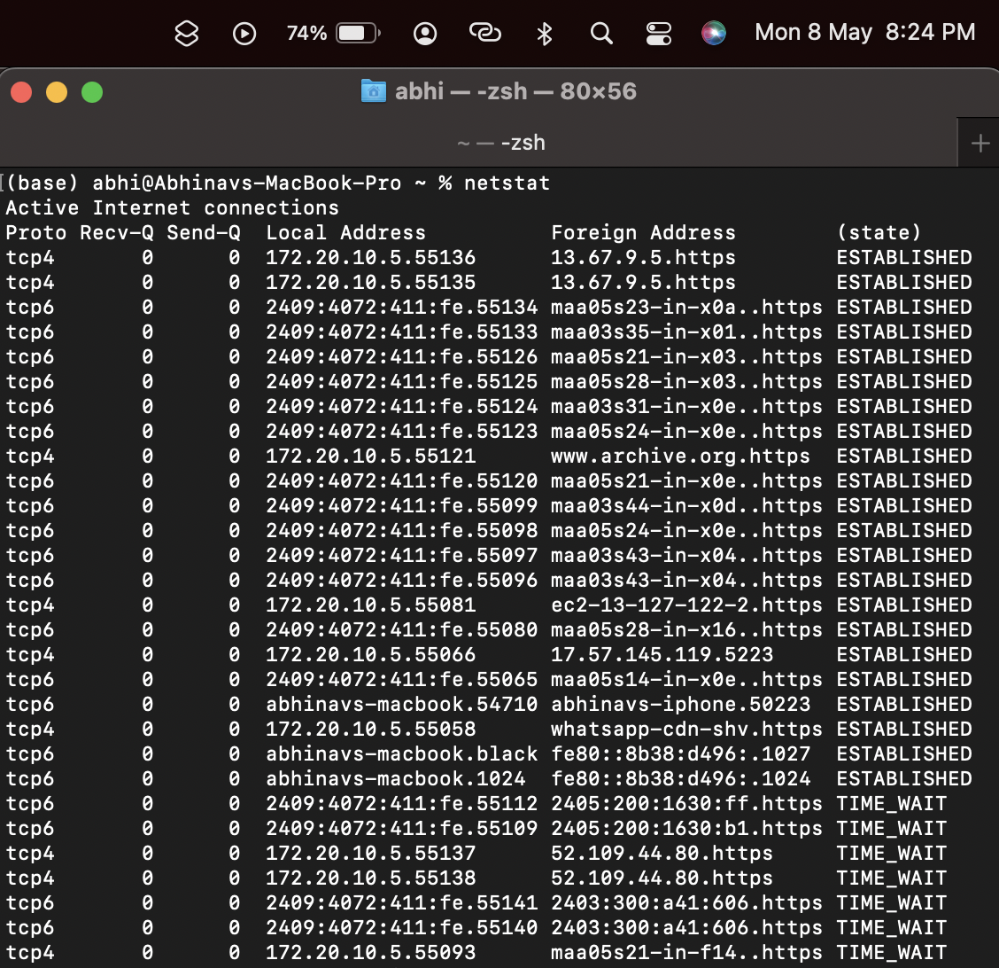 74% Mon 8 May 8:24 PM
abhi — -zsh — 80×56
~ — -zsh
(base) abhi@Abhinavs-MacBook-Pro ~ % netstat
Active Internet connections
Proto Recv-Q Send-Q  Local Address          Foreign Address        (state)
tcp4       0      0  172.20.10.5.55136      13.67.9.5.https        ESTABLISHED
tcp4       0      0  172.20.10.5.55135      13.67.9.5.https        ESTABLISHED
tcp6       0      0  2409:4072:411:fe.55134 maa05s23-in-x0a..https ESTABLISHED
tcp6       0      0  2409:4072:411:fe.55133 maa03s35-in-x01..https ESTABLISHED
tcp6       0      0  2409:4072:411:fe.55126 maa05s21-in-x03..https ESTABLISHED
tcp6       0      0  2409:4072:411:fe.55125 maa05s28-in-x03..https ESTABLISHED
tcp6       0      0  2409:4072:411:fe.55124 maa03s31-in-x0e..https ESTABLISHED
tcp6       0      0  2409:4072:411:fe.55123 maa05s24-in-x0e..https ESTABLISHED
tcp4       0      0  172.20.10.5.55121      www.archive.org.https  ESTABLISHED
tcp6       0      0  2409:4072:411:fe.55120 maa05s21-in-x0e..https ESTABLISHED
tcp6       0      0  2409:4072:411:fe.55099 maa03s44-in-x0d..https ESTABLISHED
tcp6       0      0  2409:4072:411:fe.55098 maa05s24-in-x0e..https ESTABLISHED
tcp6       0      0  2409:4072:411:fe.55097 maa03s43-in-x04..https ESTABLISHED
tcp6       0      0  2409:4072:411:fe.55096 maa03s43-in-x04..https ESTABLISHED
tcp4       0      0  172.20.10.5.55081      ec2-13-127-122-2.https ESTABLISHED
tcp6       0      0  2409:4072:411:fe.55080 maa05s28-in-x16..https ESTABLISHED
tcp4       0      0  172.20.10.5.55066      17.57.145.119.5223     ESTABLISHED
tcp6       0      0  2409:4072:411:fe.55065 maa05s14-in-x0e..https ESTABLISHED
tcp6       0      0  abhinavs-macbook.54710 abhinavs-iphone.50223  ESTABLISHED
tcp4       0      0  172.20.10.5.55058      whatsapp-cdn-shv.https ESTABLISHED
tcp6       0      0  abhinavs-macbook.black fe80::8b38:d496:.1027  ESTABLISHED
tcp6       0      0  abhinavs-macbook.1024  fe80::8b38:d496:.1024  ESTABLISHED
tcp6       0      0  2409:4072:411:fe.55112 2405:200:1630:ff.https TIME_WAIT
tcp6       0      0  2409:4072:411:fe.55109 2405:200:1630:b1.https TIME_WAIT
tcp4       0      0  172.20.10.5.55137      52.109.44.80.https     TIME_WAIT
tcp4       0      0  172.20.10.5.55138      52.109.44.80.https     TIME_WAIT
tcp6       0      0  2409:4072:411:fe.55141 2403:300:a41:606.https TIME_WAIT
tcp6       0      0  2409:4072:411:fe.55140 2403:300:a41:606.https TIME_WAIT
tcp4       0      0  172.20.10.5.55093      maa05s21-in-f14..https TIME_WAIT